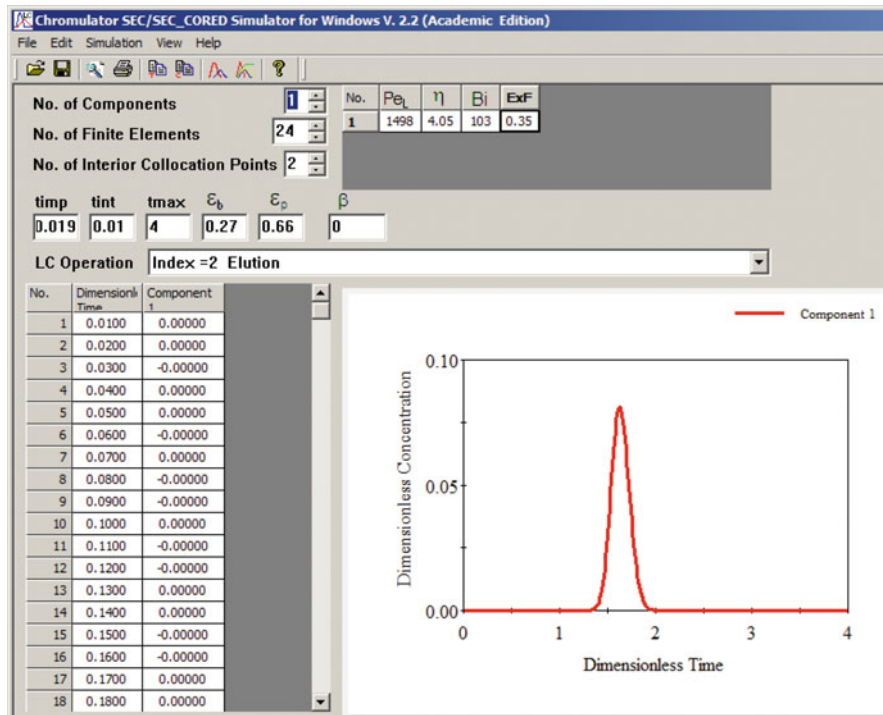 Chromulator SEC/SEC_CORED Simulator for Windows V. 2.2 (Academic Edition)
File Edit Simulation View Help
No. of Components 1
No. of Finite Elements 24
No. of Interior Collocation Points 2
No. PeL η Bi ExF
1 1498 4.05 103 0.35
timp tint tmax εb εp β
0.019 0.01 4 0.27 0.66 0
LC Operation Index =2 Elution
No. Dimensionl Component
Time 1
1 0.0100 0.00000
2 0.0200 0.00000
3 0.0300 -0.00000
4 0.0400 0.00000
5 0.0500 0.00000
6 0.0600 -0.00000
7 0.0700 0.00000
8 0.0800 -0.00000
9 0.0900 -0.00000
10 0.1000 0.00000
11 0.1100 -0.00000
12 0.1200 -0.00000
13 0.1300 0.00000
14 0.1400 0.00000
15 0.1500 -0.00000
16 0.1600 -0.00000
17 0.1700 0.00000
18 0.1800 0.00000
Component 1
Dimensionless Concentration
0.10
0.05
0.00
0 1 2 3 4
Dimensionless Time